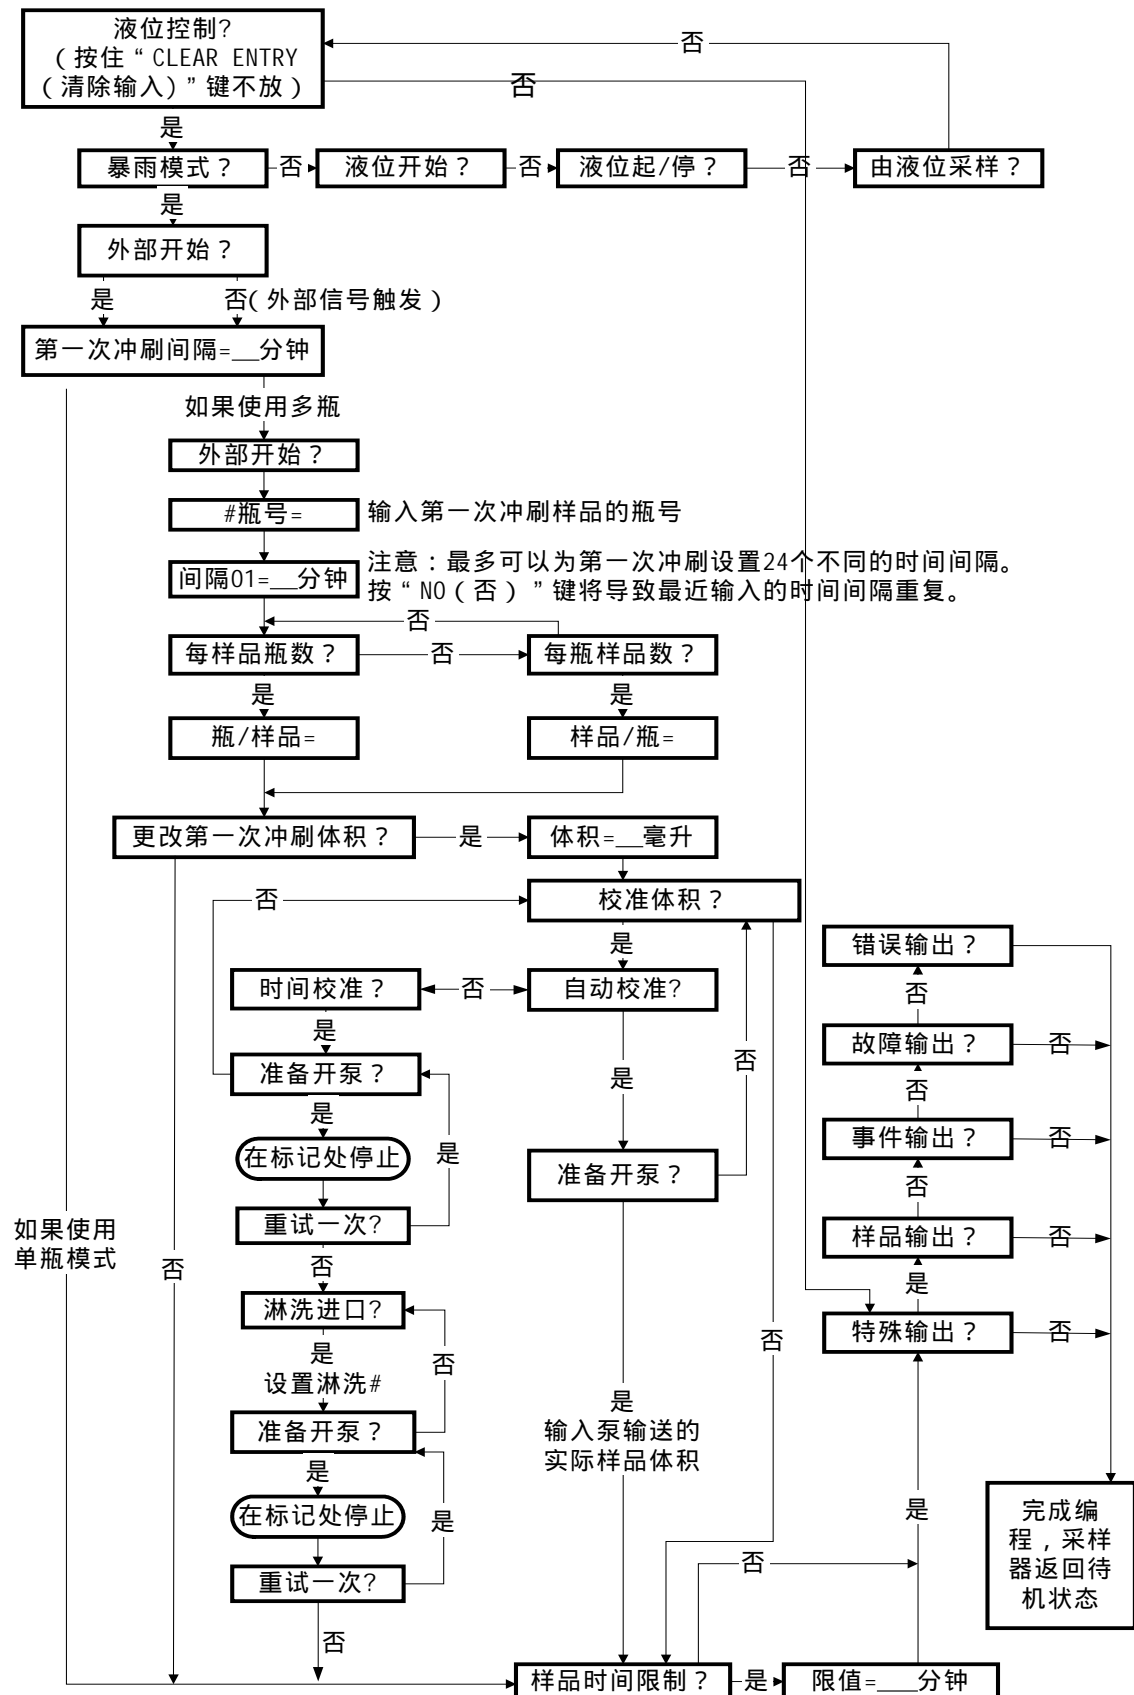 液位控制?
（按住“CLEAR ENTRY
（清除输入)”键不放）
否
否
是
暴雨模式？
否
液位开始？
否
液位起/停？
否
由液位采样？
是
外部开始？
是
否(外部信号触发）
第一次冲刷间隔=__分钟
如果使用多瓶
外部开始？
#瓶号=
输入第一次冲刷样品的瓶号
间隔01=__分钟
注意：最多可以为第一次冲刷设置24个不同的时间间隔。
按“NO（否）”键将导致最近输入的时间间隔重复。
否
每样品瓶数？
否
每瓶样品数？
是
是
瓶/样品=
样品/瓶=
更改第一次冲刷体积？
是
体积=__毫升
否
校准体积？
是
时间校准？
否
自动校准?
错误输出？
否
是
否
是
故障输出？
否
准备开泵？
否
是
是
在标记处停止
是
准备开泵？
事件输出？
否
否
重试一次?
样品输出？
否
如果使用
单瓶模式
否
否
是
淋洗进口?
特殊输出？
否
否
是
设置淋洗#
否
准备开泵？
是
输入泵输送的
实际样品体积
是
在标记处停止
是
是
完成编
程，采样
器返回待
机状态
重试一次?
否
否
样品时间限制？
是
限值=___分钟